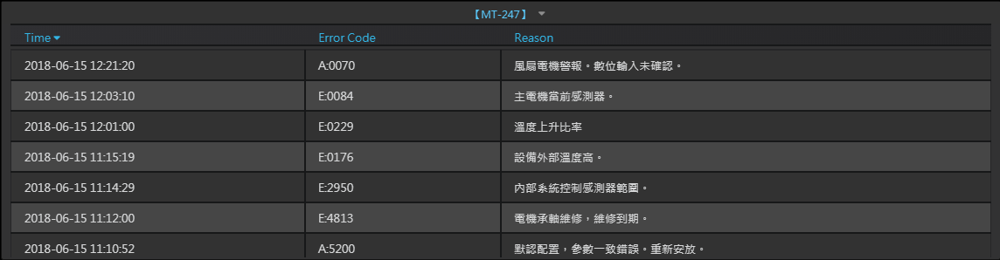 【MT-247】
Time Error Code Reason
2018-06-15 12:21:20 A:0070 風扇電機警報。數位輸入未確認。
2018-06-15 12:03:10 E:0084 主電機當前感測器。
2018-06-15 12:01:00 E:0229 溫度上升比率
2018-06-15 11:15:19 E:0176 設備外部溫度高。
2018-06-15 11:14:29 E:2950 內部系統控制感測器範圍。
2018-06-15 11:12:00 E:4813 電機承軸維修，維修到期。
2018-06-15 11:10:52 A:5200 默認配置，參數一致錯誤。重新安放。